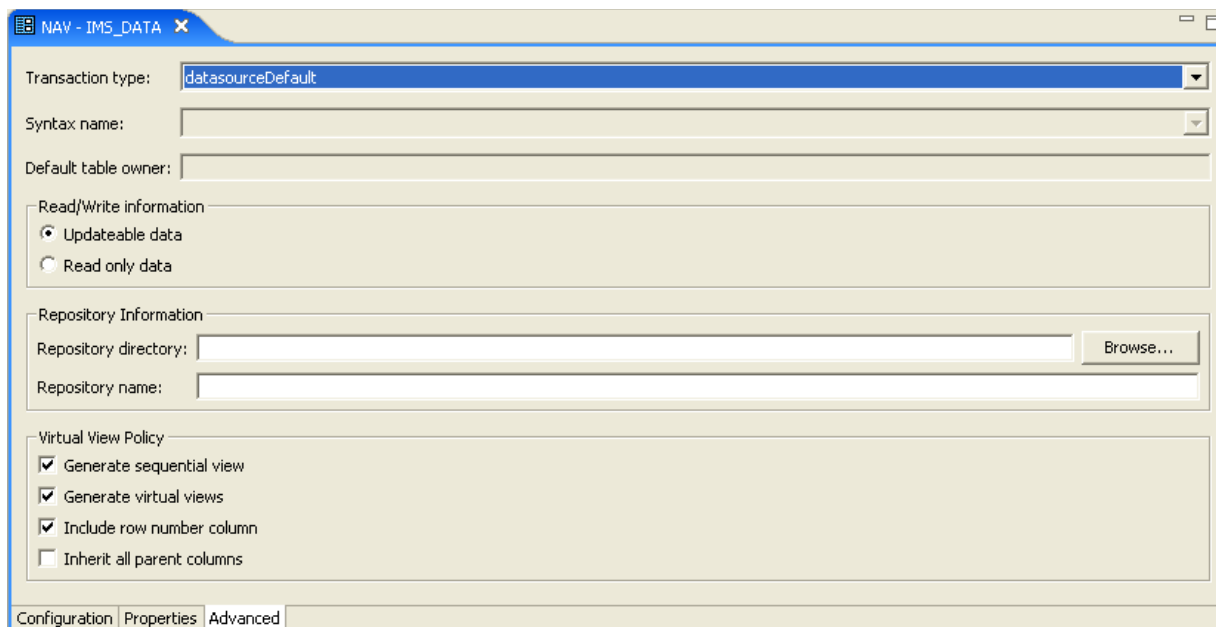 NAV - IMS_DATA
Transaction type: datasourceDefault
Syntax name:
Default table owner:
Read/Write information
Updateable data
Read only data
Repository Information
Repository directory: Browse...
Repository name:
Virtual View Policy
Generate sequential view
Generate virtual views
Include row number column
Inherit all parent columns
Configuration Properties Advanced